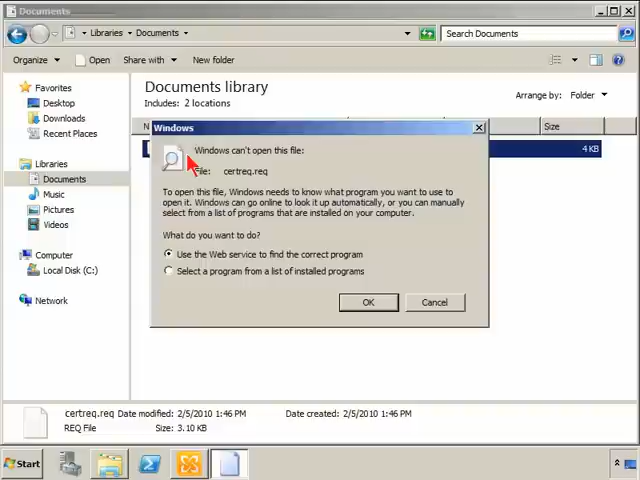 Documents
Libraries Documents
Search Documents
Organize Open Share with New folder
Favorites
Desktop
Downloads
Recent Places
Libraries
Documents
Music
Pictures
Videos
Computer
Local Disk (C:)
Network
Documents library
Includes: 2 locations
Arrange by: Folder
N
Size
4 KB
Windows
Windows can't open this file:
File: certreq.req
To open this file, Windows needs to know what program you want to use to
open it. Windows can go online to look it up automatically, or you can manually
select from a list of programs that are installed on your computer.
What do you want to do?
Use the Web service to find the correct program
Select a program from a list of installed programs
OK Cancel
certreq.req Date modified: 2/5/2010 1:46 PM Date created: 2/5/2010 1:46 PM
REQ File Size: 3.10 KB
Start